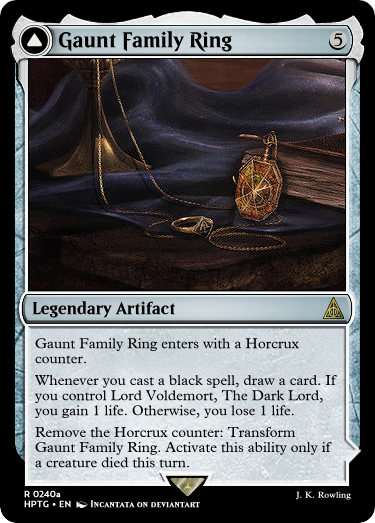 Gaunt Family Ring 5
Legendary Artifact
Gaunt Family Ring enters with a Horcrux
counter.
Whenever you cast a black spell, draw a card. If
you control Lord Voldemort, The Dark Lord,
you gain 1 life. Otherwise, you lose 1 life.
Remove the Horcrux counter: Transform
Gaunt Family Ring. Activate this ability only if
a creature died this turn.
R 0240a
HPTG • EN Incantata on deviantart
J. K. Rowling